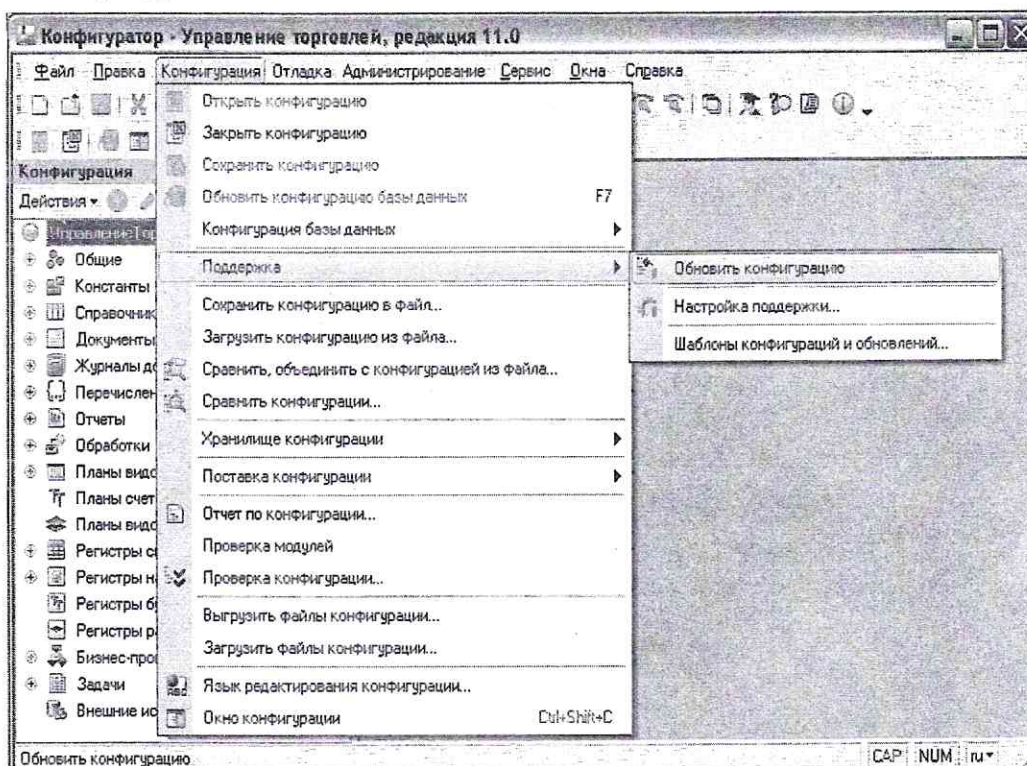 Конфигуратор - Управление торговлей, редакция 11.0
Файл Правка Конфигурация Отладка Администрирование Сервис Окна Справка
Конфигурация
Действия
УправлениеТор
Общие
Константы
Справочник
Документы
Журналы до
Перечислен
Отчеты
Обработки
Планы видо
Планы счет
Планы видо
Регистры с
Регистры н
Регистры б
Регистры р
Бизнес-про
Задачи
Внешние ис
Открыть конфигурацию
Закрыть конфигурацию
Сохранить конфигурацию
Обновить конфигурацию базы данных F7
Конфигурация базы данных
Поддержка
Сохранить конфигурацию в файл...
Загрузить конфигурацию из файла...
Сравнить, объединить с конфигурацией из файла...
Сравнить конфигурации...
Хранилище конфигурации
Поставка конфигурации
Отчет по конфигурации...
Проверка модулей
Проверка конфигурации...
Выгрузить файлы конфигурации...
Загрузить файлы конфигурации...
Язык редактирования конфигурации...
Окно конфигурации Ctrl+Shift+C
Обновить конфигурацию
Настройка поддержки...
Шаблоны конфигураций и обновлений...
Обновить конфигурацию
CAP NUM ru